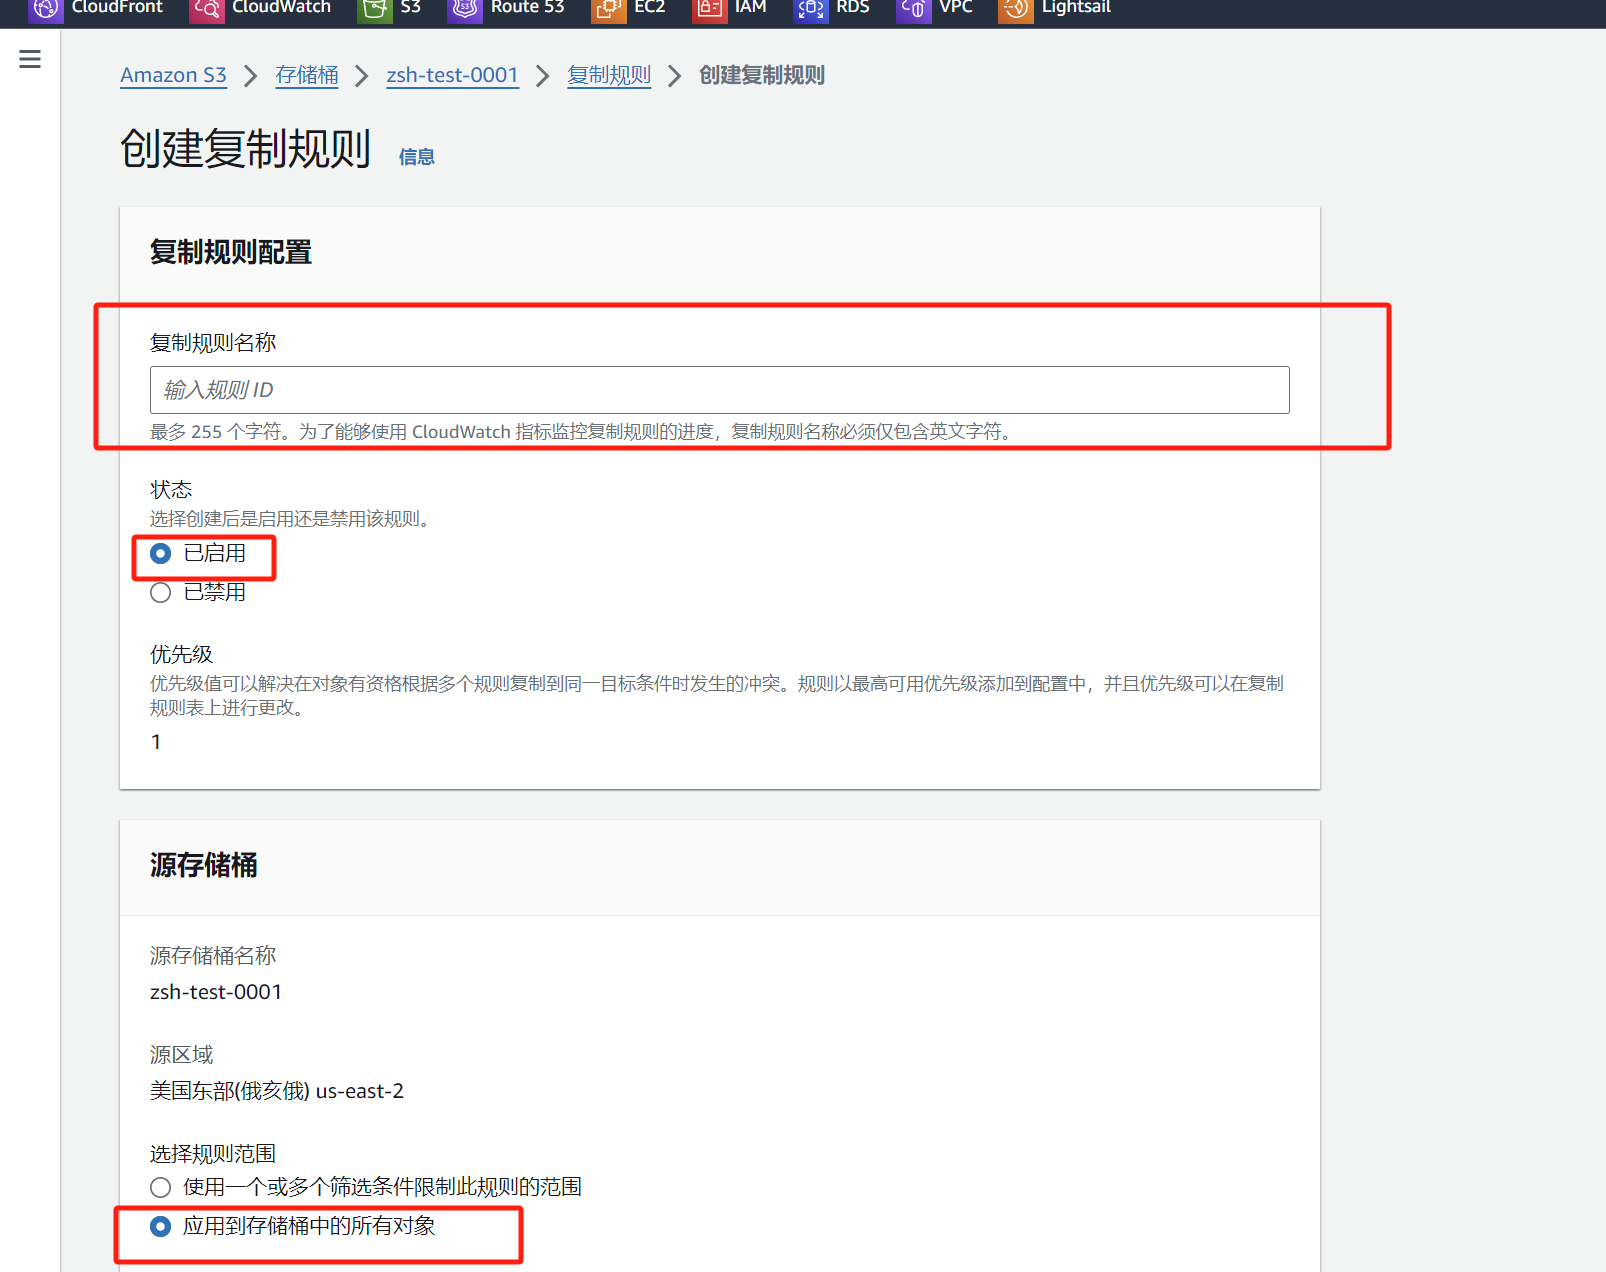 CloudFront CloudWatch S3 Route 53 EC2 IAM RDS VPC Lightsail
Amazon S3 > 存储桶 > zsh-test-0001 > 复制规则 > 创建复制规则
创建复制规则 信息
复制规则配置
复制规则名称
输入规则 ID
最多 255 个字符。为了能够使用 CloudWatch 指标监控复制规则的进度，复制规则名称必须仅包含英文字符。
状态
选择创建后是启用还是禁用该规则。
已启用
已禁用
优先级
优先级值可以解决在对象有资格根据多个规则复制到同一目标条件时发生的冲突。规则以最高可用优先级添加到配置中，并且优先级可以在复制
规则表上进行更改。
1
源存储桶
源存储桶名称
zsh-test-0001
源区域
美国东部(俄亥俄) us-east-2
选择规则范围
使用一个或多个筛选条件限制此规则的范围
应用到存储桶中的所有对象